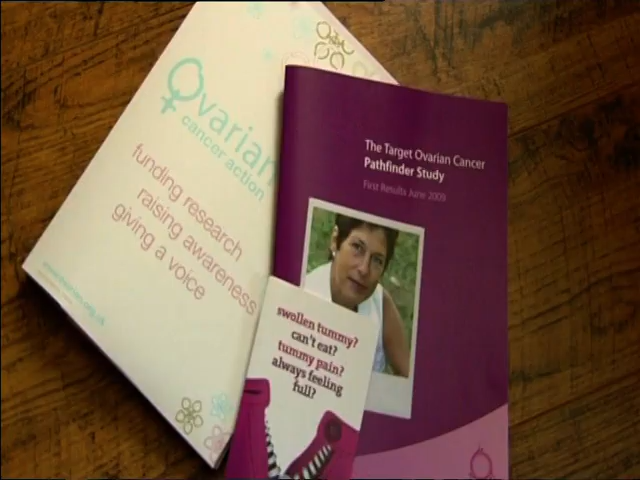 Ovarian
cancer action
funding research
raising awareness
giving a voice
The Target Ovarian Cancer
Pathfinder Study
First Results June 2009
swollen tummy?
can't eat?
tummy pain?
always feeling
full?